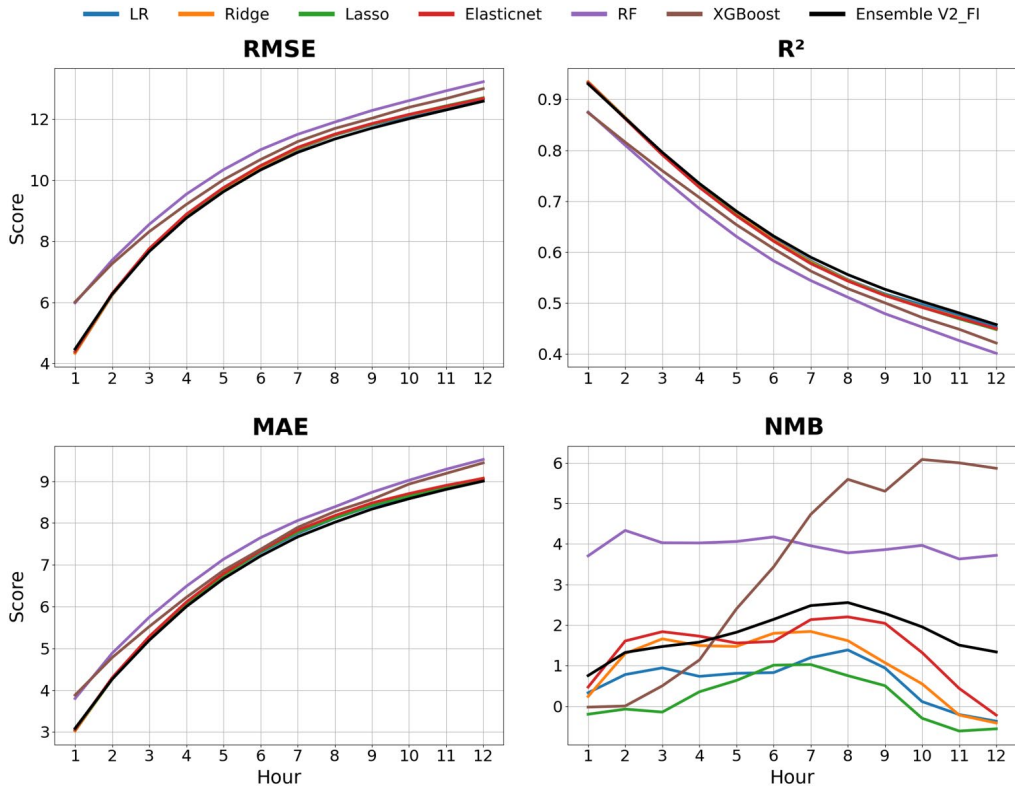 LR Ridge Lasso Elasticnet RF XGBoost Ensemble V2_FI
RMSE
Score
12
10
8
6
4
1 2 3 4 5 6 7 8 9 10 11 12
R²
0.9
0.8
0.7
0.6
0.5
0.4
1 2 3 4 5 6 7 8 9 10 11 12
MAE
Score
9
8
7
6
5
4
3
1 2 3 4 5 6 7 8 9 10 11 12
Hour
NMB
6
5
4
3
2
1
0
1 2 3 4 5 6 7 8 9 10 11 12
Hour